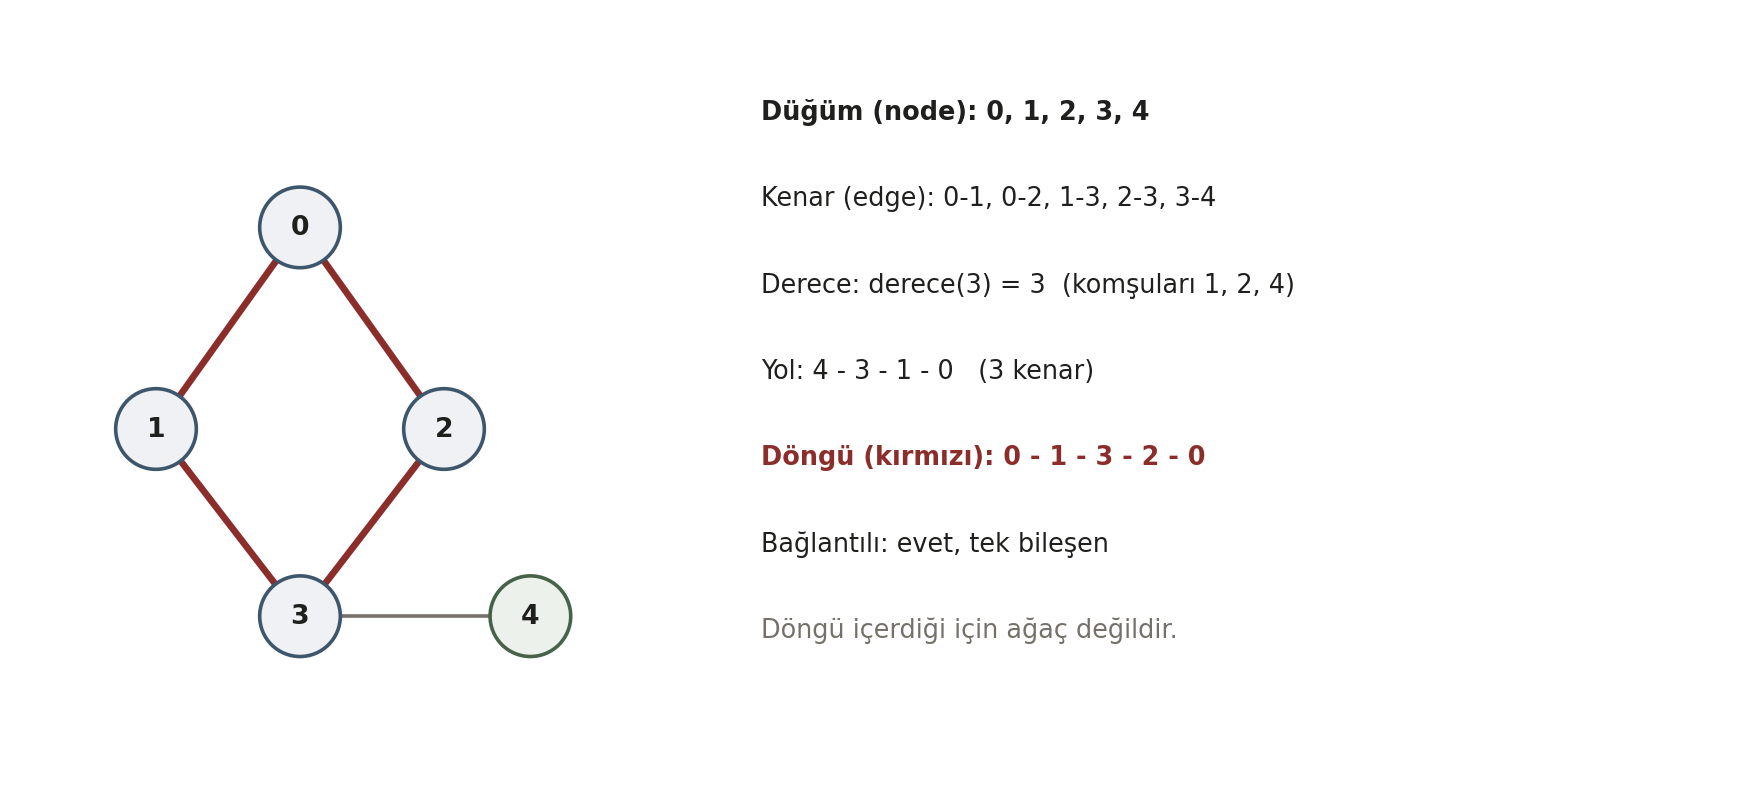 Düğüm (node): 0, 1, 2, 3, 4
Kenar (edge): 0-1, 0-2, 1-3, 2-3, 3-4
Derece: derece(3) = 3  (komşuları 1, 2, 4)
Yol: 4 - 3 - 1 - 0   (3 kenar)
Döngü (kırmızı): 0 - 1 - 3 - 2 - 0
Bağlantılı: evet, tek bileşen
Döngü içerdiği için ağaç değildir.
0
1
2
3
4